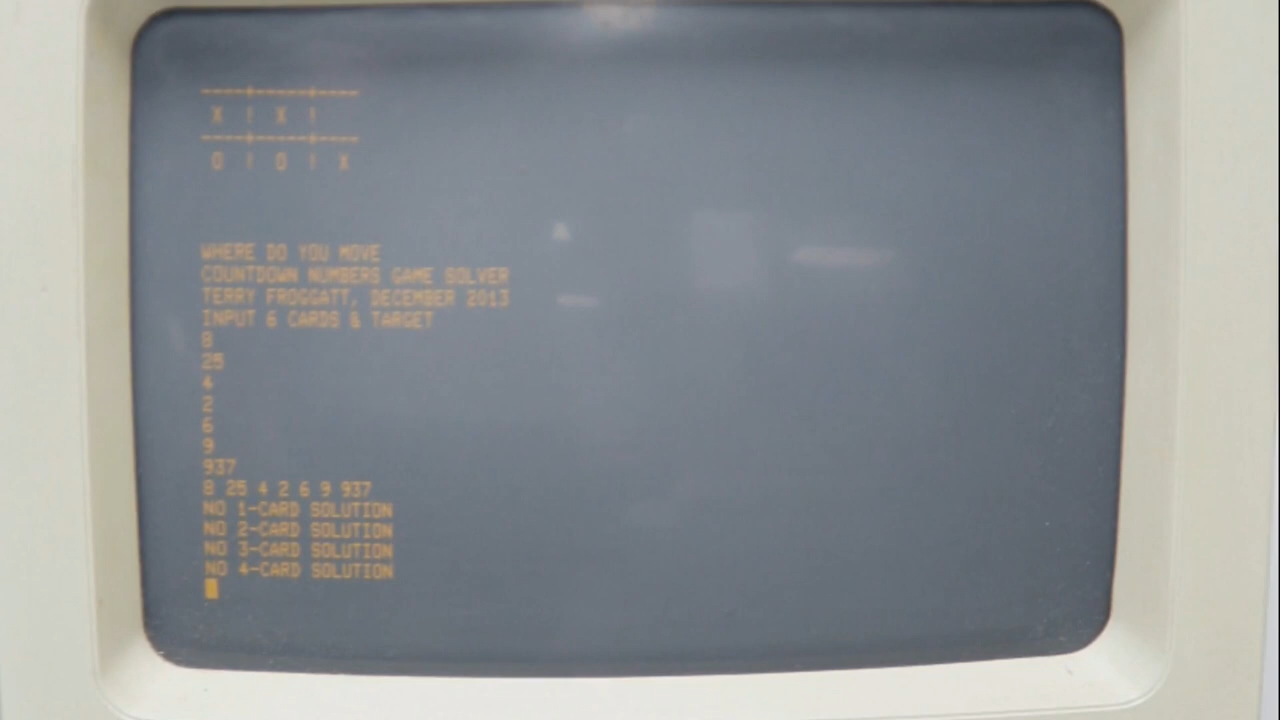 ----+---+---
X ! X !
----+---+---
O ! O ! X
WHERE DO YOU MOVE
COUNTDOWN NUMBERS GAME SOLVER
TERRY FROGGATT, DECEMBER 2013
INPUT 6 CARDS & TARGET
8
25
4
2
6
9
937
8 25 4 2 6 9 937
NO 1-CARD SOLUTION
NO 2-CARD SOLUTION
NO 3-CARD SOLUTION
NO 4-CARD SOLUTION